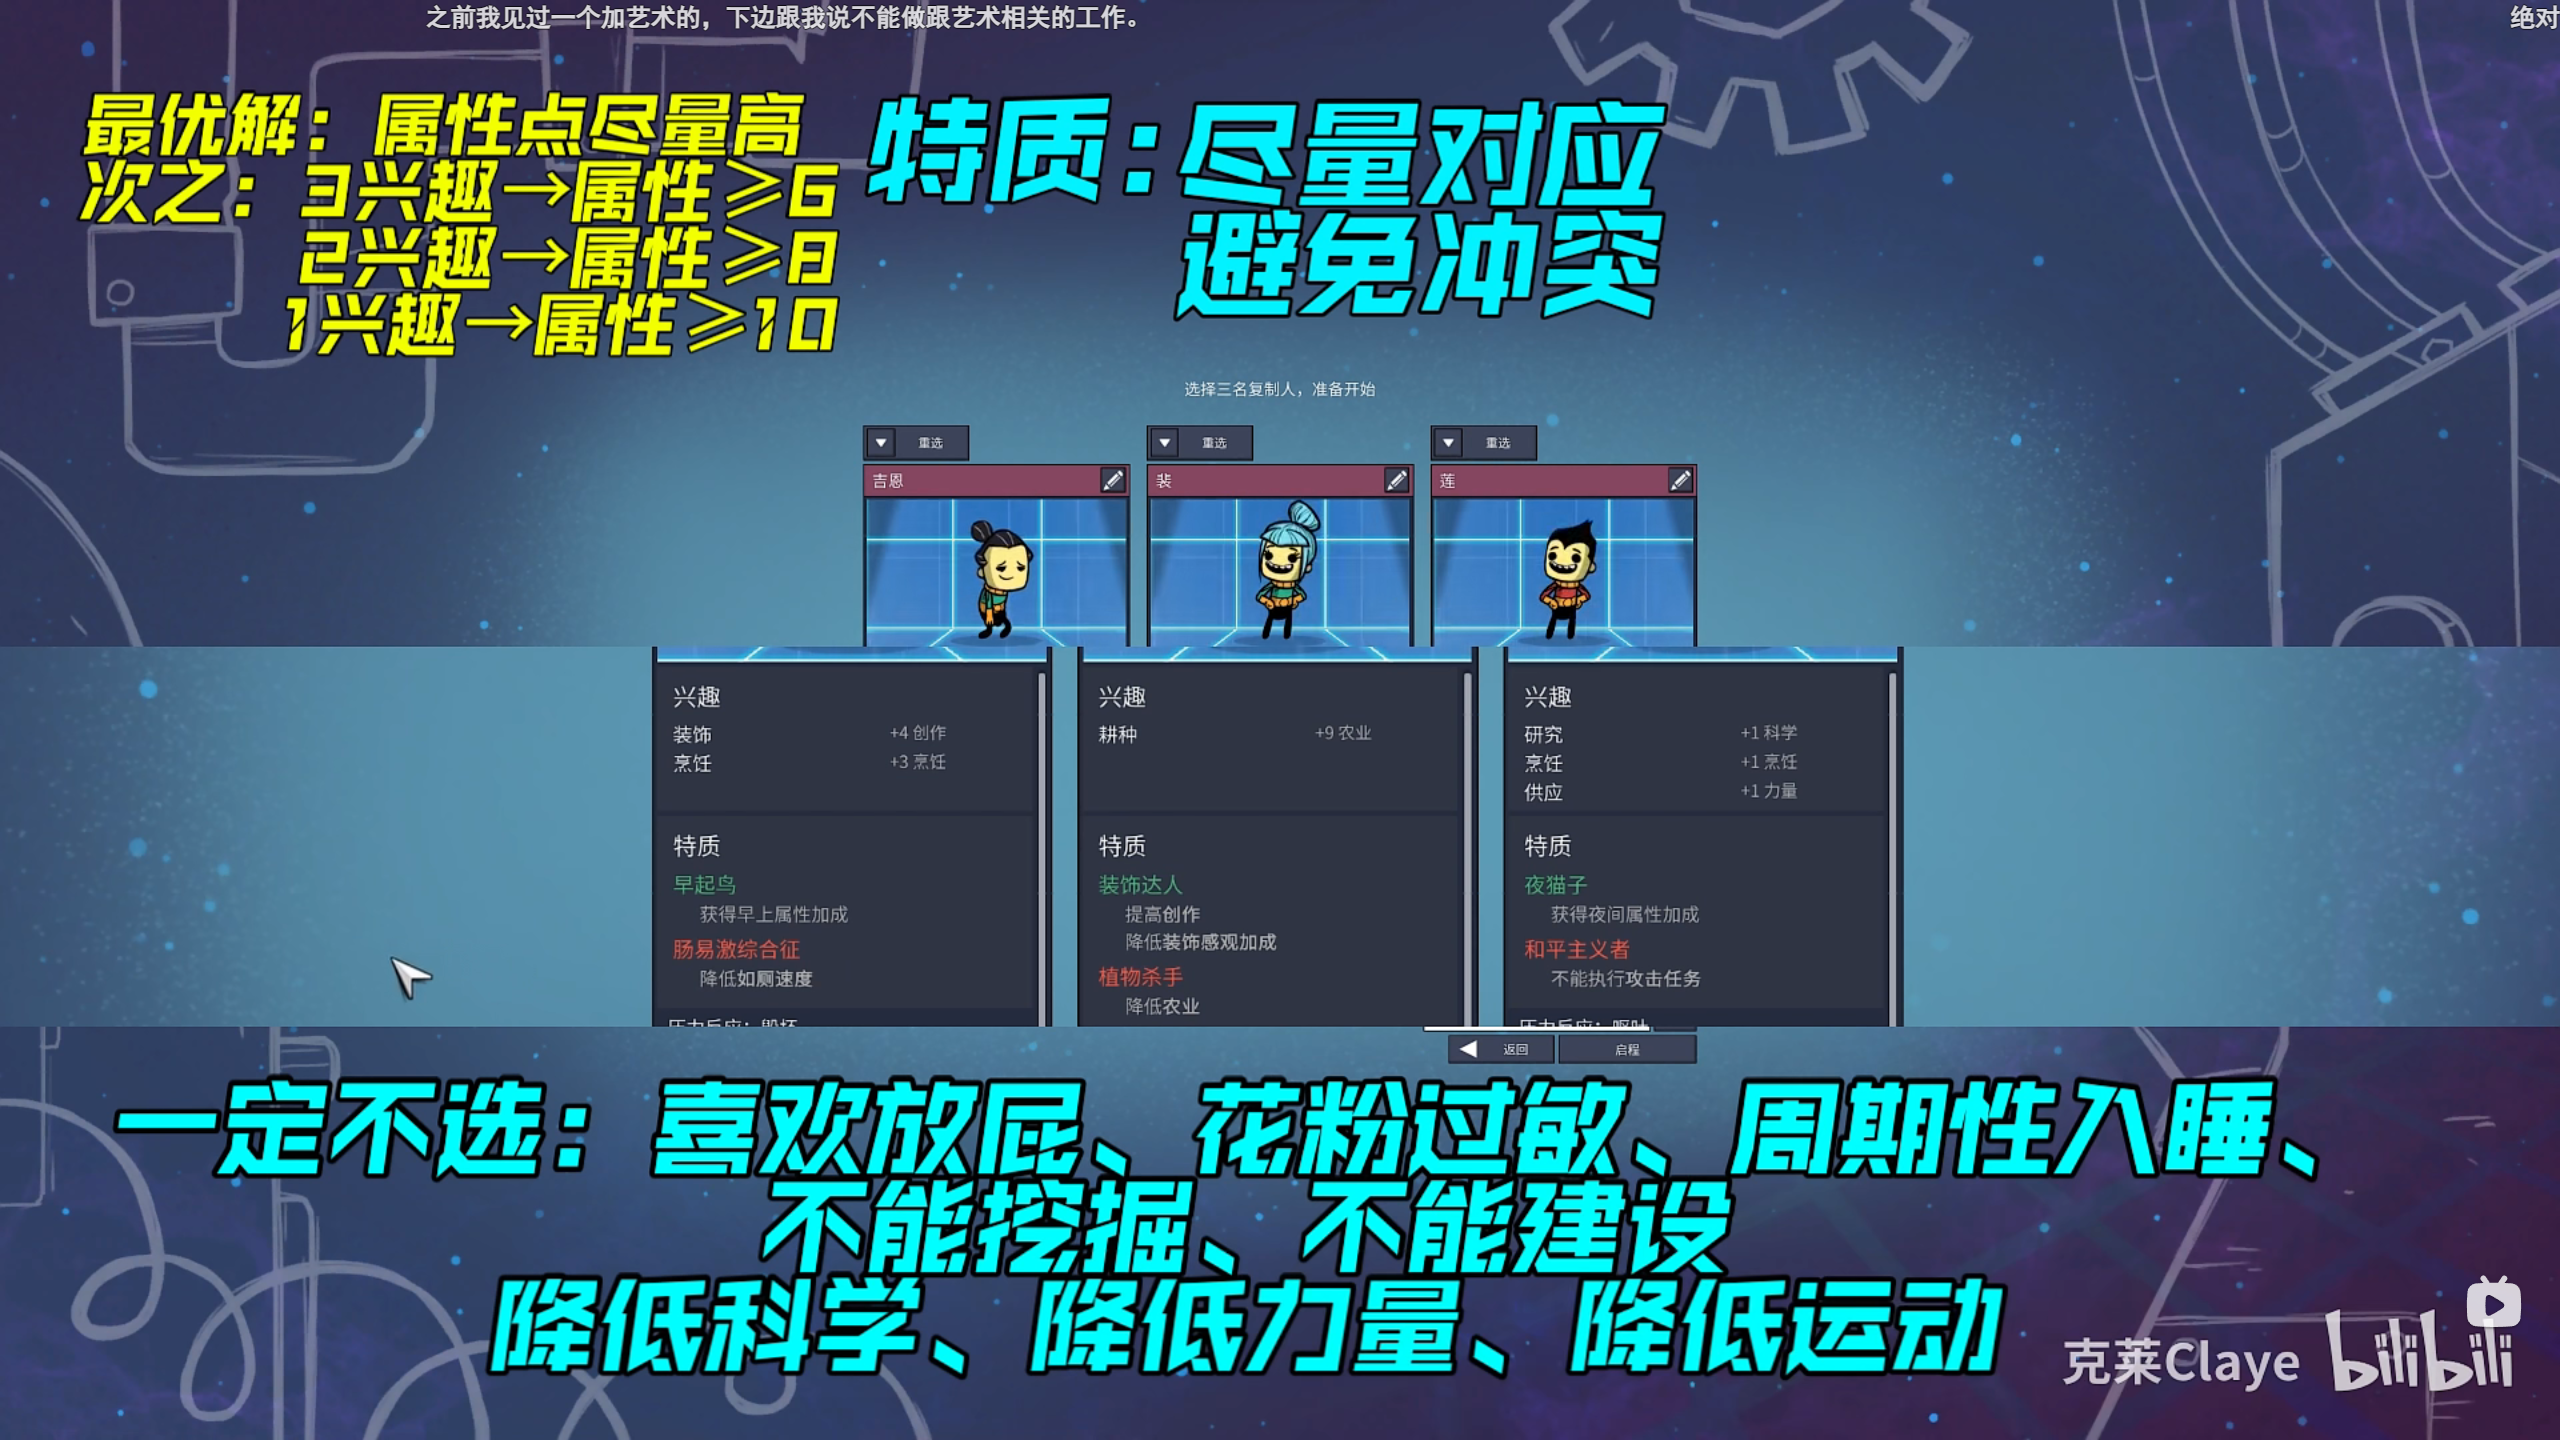 之前我见过一个加艺术的，下边跟我说不能做跟艺术相关的工作。
绝对
最优解：属性点尽量高
次之：3兴趣→属性≥6
2兴趣→属性≥8
1兴趣→属性≥10
特质：尽量对应
避免冲突
选择三名复制人，准备开始
重选 重选 重选
吉恩 裴 莲
兴趣
装饰 +4 创作
烹饪 +3 烹饪
特质
早起鸟
获得早上属性加成
肠易激综合征
降低如厕速度
压力反应：毁坏
兴趣
耕种 +9 农业
特质
装饰达人
提高创作
降低装饰感观加成
植物杀手
降低农业
兴趣
研究 +1 科学
烹饪 +1 烹饪
供应 +1 力量
特质
夜猫子
获得夜间属性加成
和平主义者
不能执行攻击任务
压力反应：呕吐
返回 启程
一定不选：喜欢放屁、花粉过敏、周期性入睡、
不能挖掘、不能建设
降低科学、降低力量、降低运动
克莱Claye bilibili